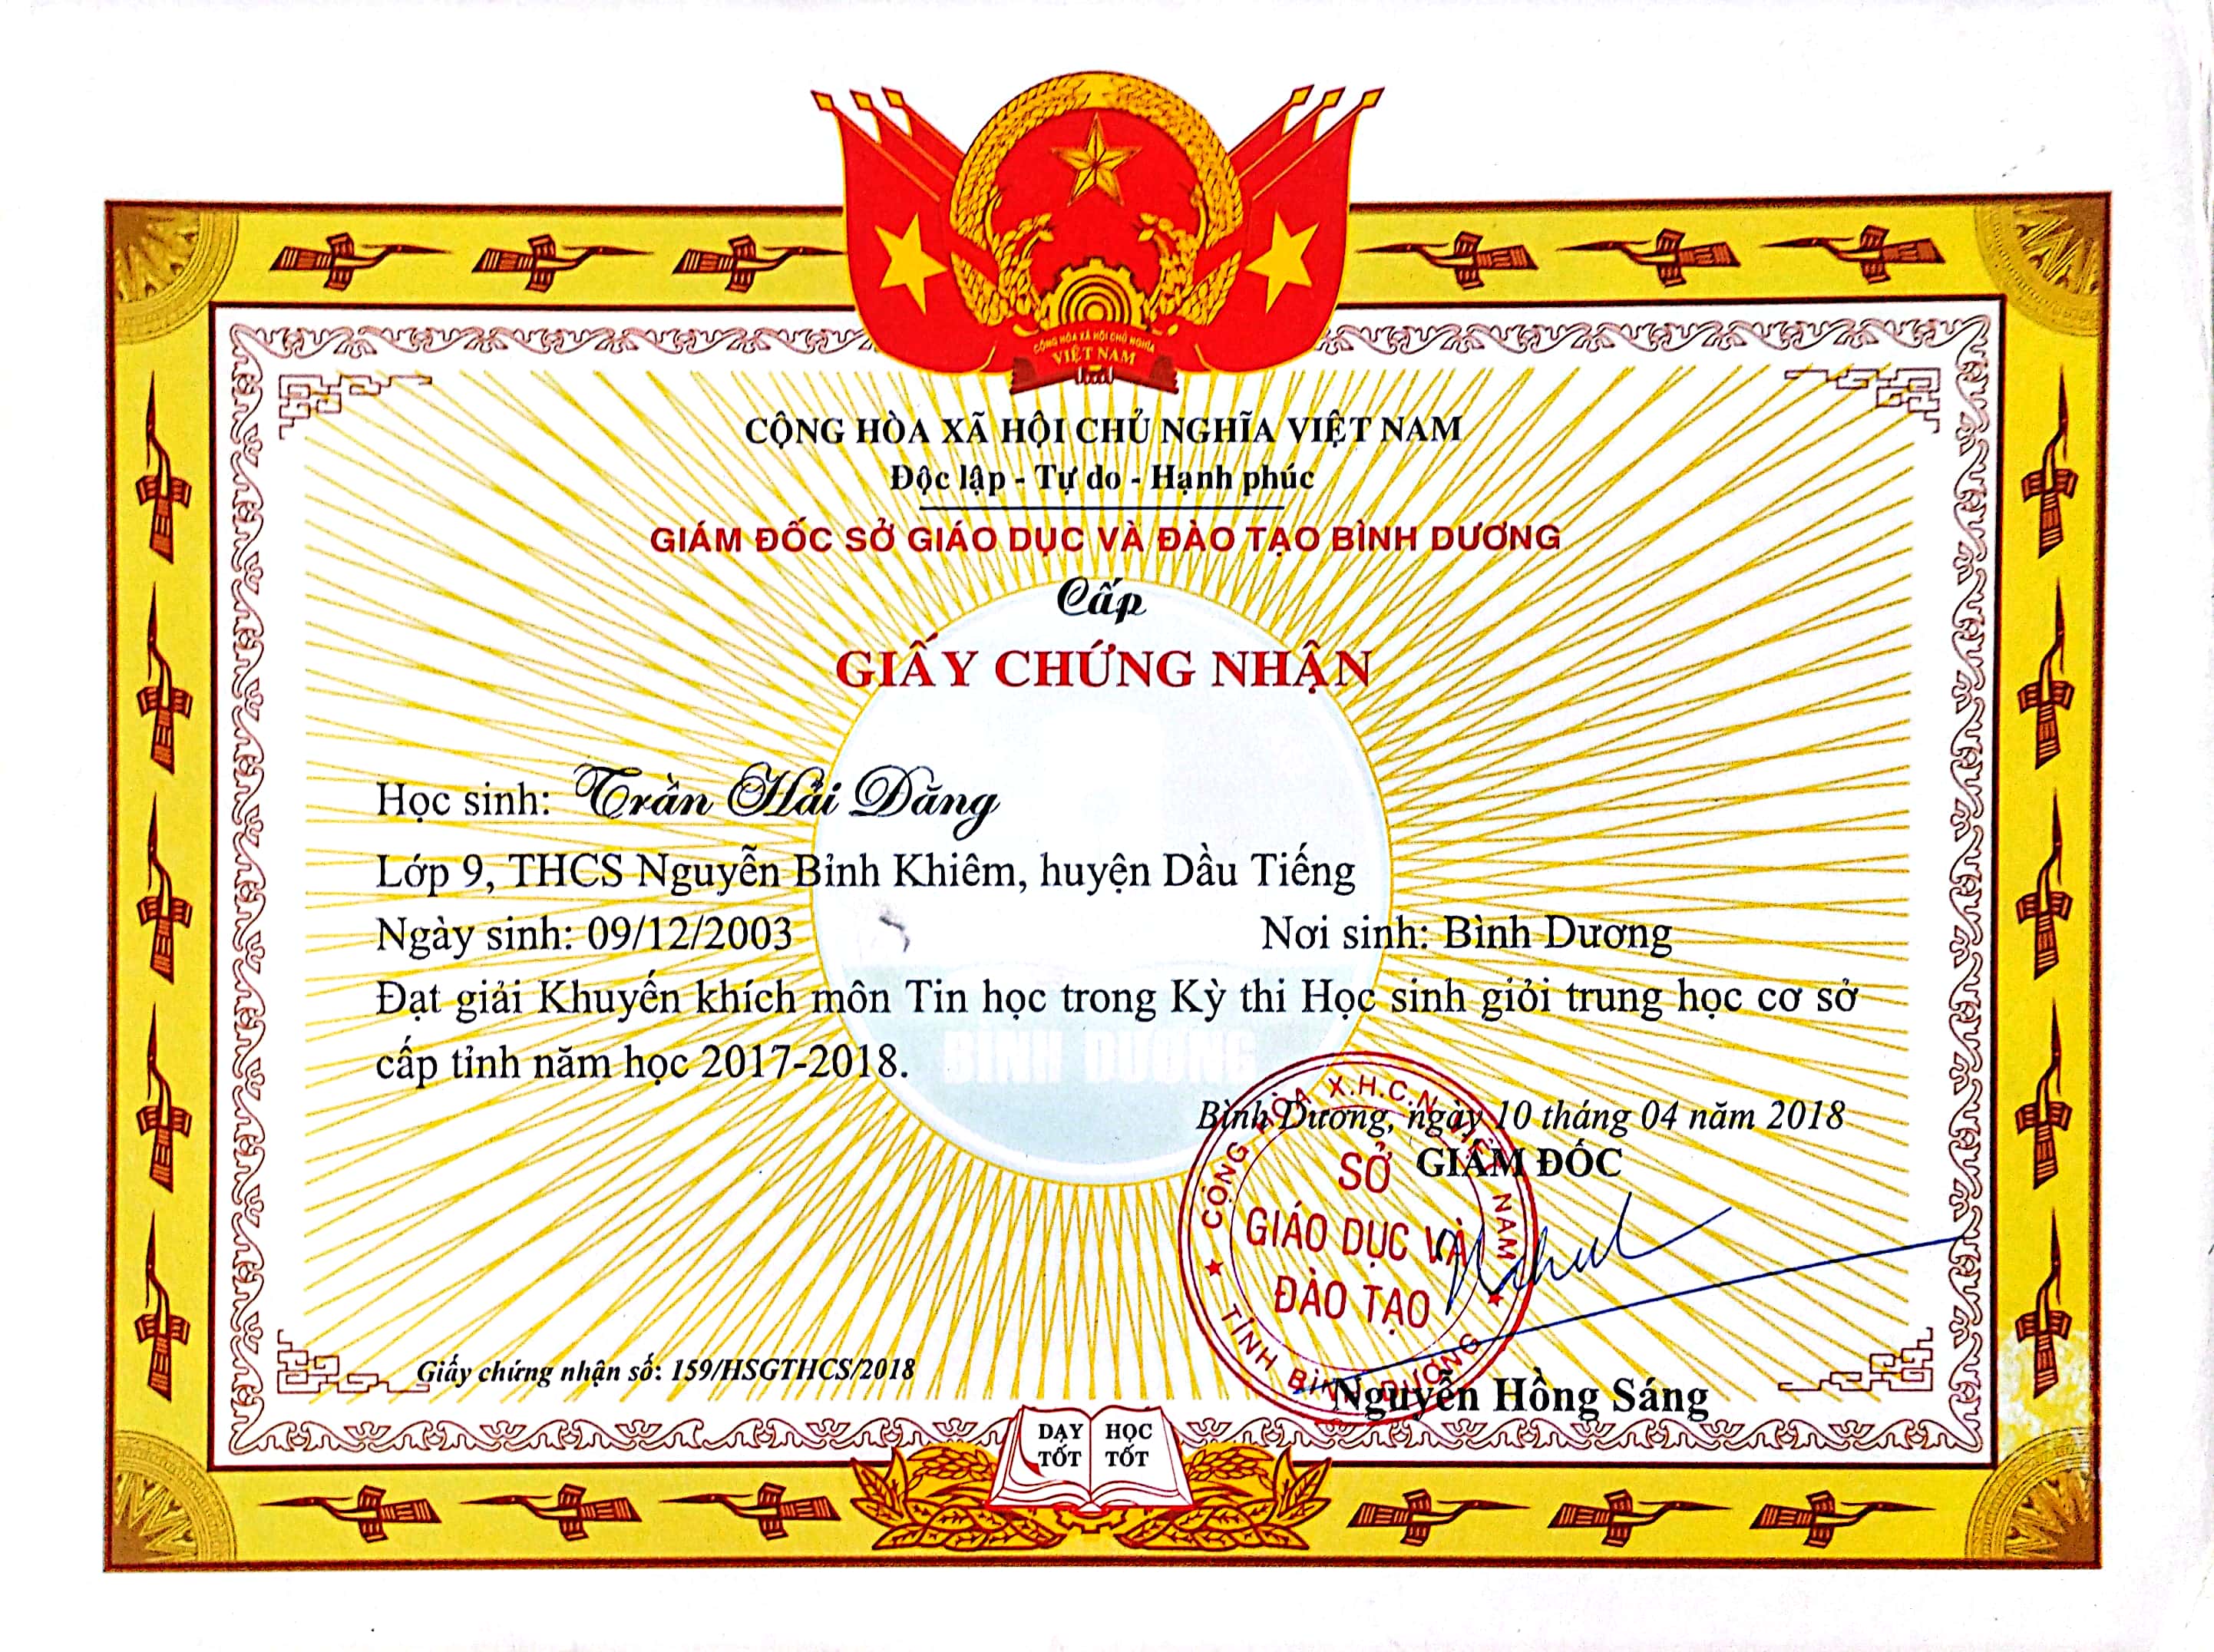 CỘNG HÒA XÃ HỘI CHỦ NGHĨA
VIỆT NAM
CỘNG HÒA XÃ HỘI CHỦ NGHĨA VIỆT NAM
Độc lập - Tự do - Hạnh phúc
GIÁM ĐỐC SỞ GIÁO DỤC VÀ ĐÀO TẠO BÌNH DƯƠNG
Cấp
GIẤY CHỨNG NHẬN
Học sinh: Trần Hải Đăng
Lớp 9, THCS Nguyễn Bỉnh Khiêm, huyện Dầu Tiếng
Ngày sinh: 09/12/2003 Nơi sinh: Bình Dương
Đạt giải Khuyến khích môn Tin học trong Kỳ thi Học sinh giỏi trung học cơ sở
cấp tỉnh năm học 2017-2018.
BÌNH DƯƠNG
Bình Dương, ngày 10 tháng 04 năm 2018
GIÁM ĐỐC
CỘNG HÒA X.H.C.N VIỆT NAM
SỞ
GIÁO DỤC VÀ
ĐÀO TẠO
TỈNH BÌNH DƯƠNG
Nguyễn Hồng Sáng
Giấy chứng nhận số: 159/HSGTHCS/2018
DẠY HỌC
TỐT TỐT